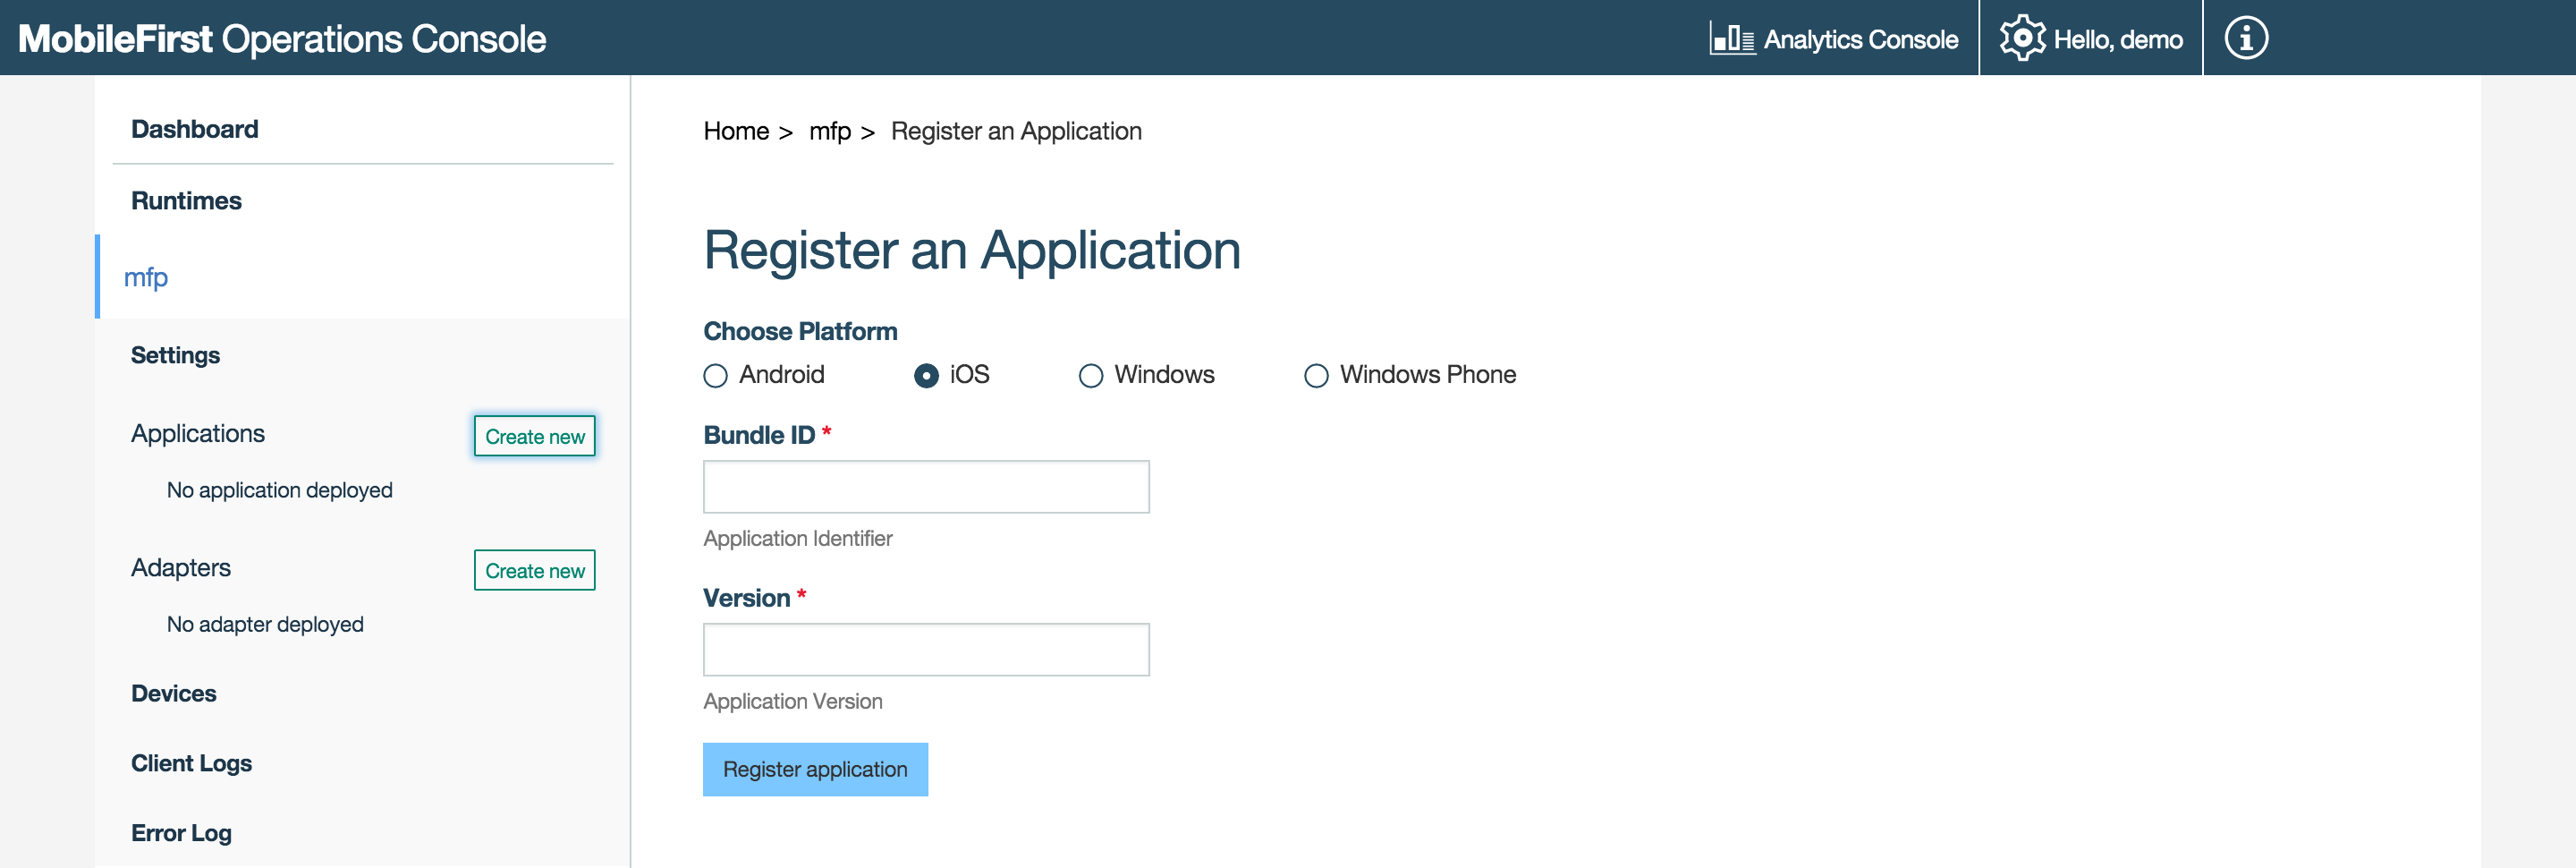 MobileFirst Operations Console
Analytics Console
Hello, demo
Dashboard
Runtimes
mfp
Settings
Applications
Create new
No application deployed
Adapters
Create new
No adapter deployed
Devices
Client Logs
Error Log
Home > mfp > Register an Application
Register an Application
Choose Platform
Android iOS Windows Windows Phone
Bundle ID *
Application Identifier
Version *
Application Version
Register application